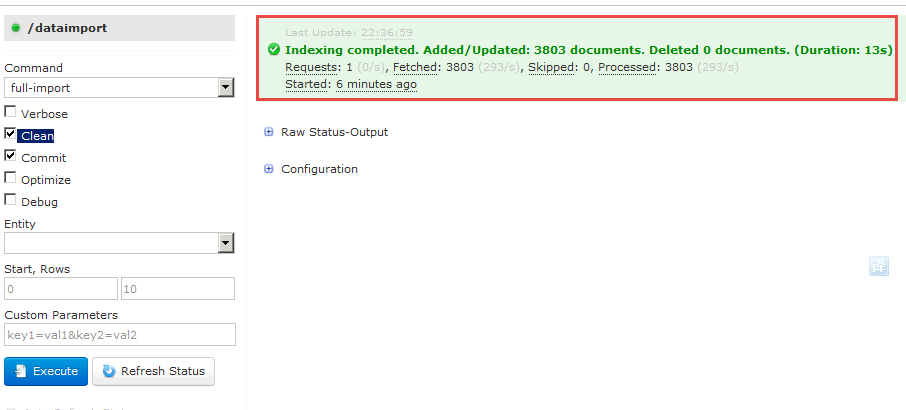 /dataimport
Command
full-import
Verbose
Clean
Commit
Optimize
Debug
Entity
Start, Rows
0 10
Custom Parameters
key1=val1&key2=val2
Execute Refresh Status
Last Update: 22:36:59
Indexing completed. Added/Updated: 3803 documents. Deleted 0 documents. (Duration: 13s)
Requests: 1 (0/s), Fetched: 3803 (293/s), Skipped: 0, Processed: 3803 (293/s)
Started: 6 minutes ago
Raw Status-Output
Configuration
译